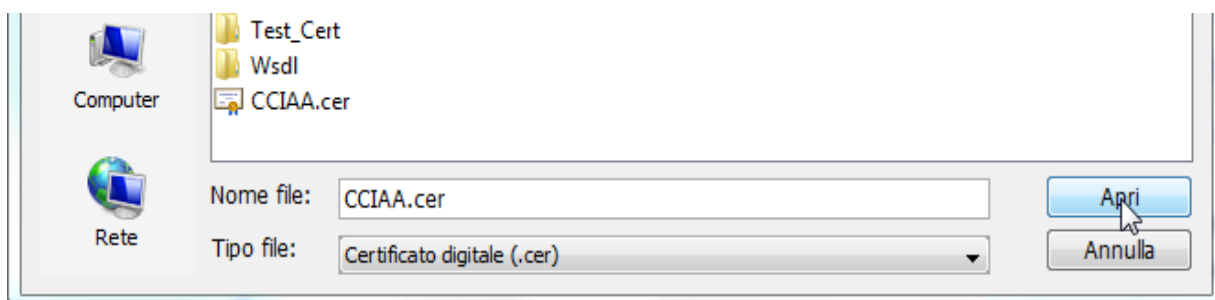 Test_Cert
Wsdl
Computer
CCIAA.cer
Nome file:
CCIAA.cer
Apri
Rete
Tipo file:
Certificato digitale (.cer)
Annulla